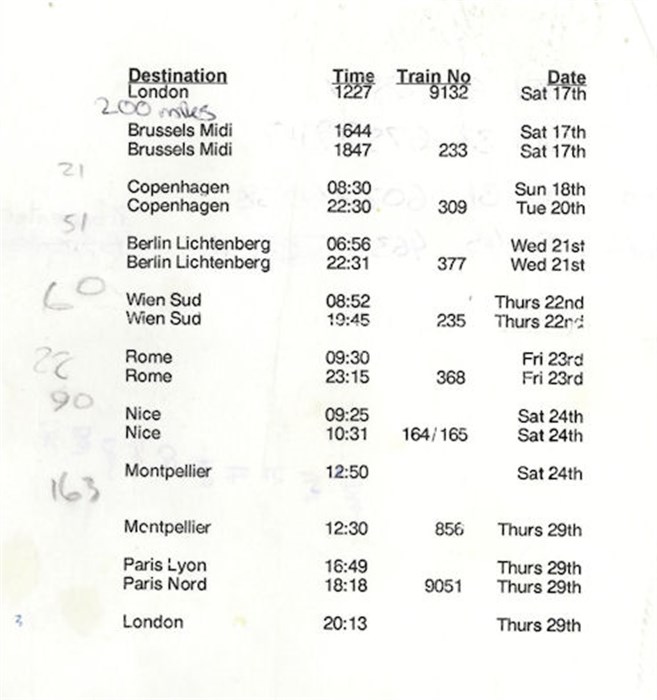 Destination Time Train No Date
London 1227 9132 Sat 17th
200 miles
Brussels Midi 1644 Sat 17th
Brussels Midi 1847 233 Sat 17th
21
Copenhagen 08:30 Sun 18th
Copenhagen 22:30 309 Tue 20th
51
Berlin Lichtenberg 06:56 Wed 21st
Berlin Lichtenberg 22:31 377 Wed 21st
60
Wien Sud 08:52 Thurs 22nd
Wien Sud 19:45 235 Thurs 22nd
22
Rome 09:30 Fri 23rd
Rome 23:15 368 Fri 23rd
90
Nice 09:25 Sat 24th
Nice 10:31 164/165 Sat 24th
Montpellier 12:50 Sat 24th
163
Montpellier 12:30 856 Thurs 29th
Paris Lyon 16:49 Thurs 29th
Paris Nord 18:18 9051 Thurs 29th
3 London 20:13 Thurs 29th